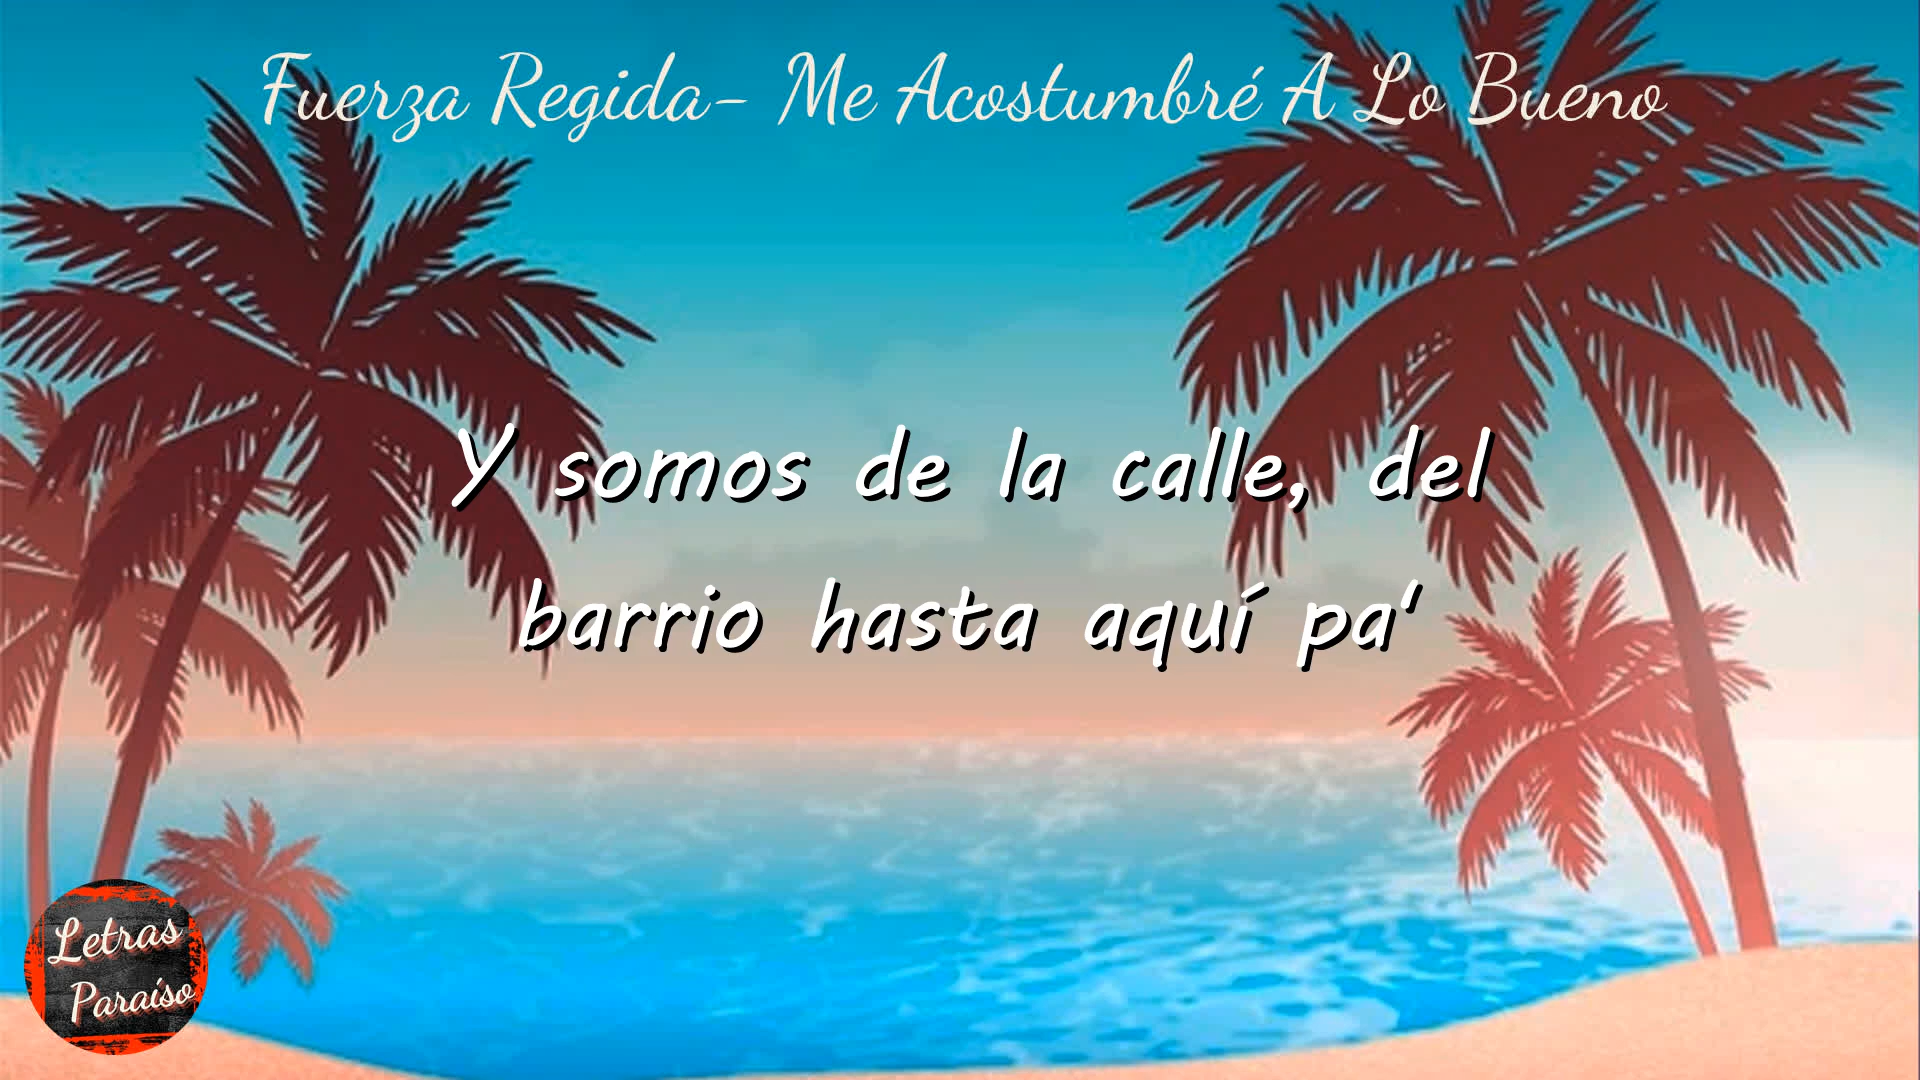 Fuerza Regida- Me Acostumbré A Lo Bueno
Y somos de la calle, del
barrio hasta aquí pa'
Letras
Paraíso